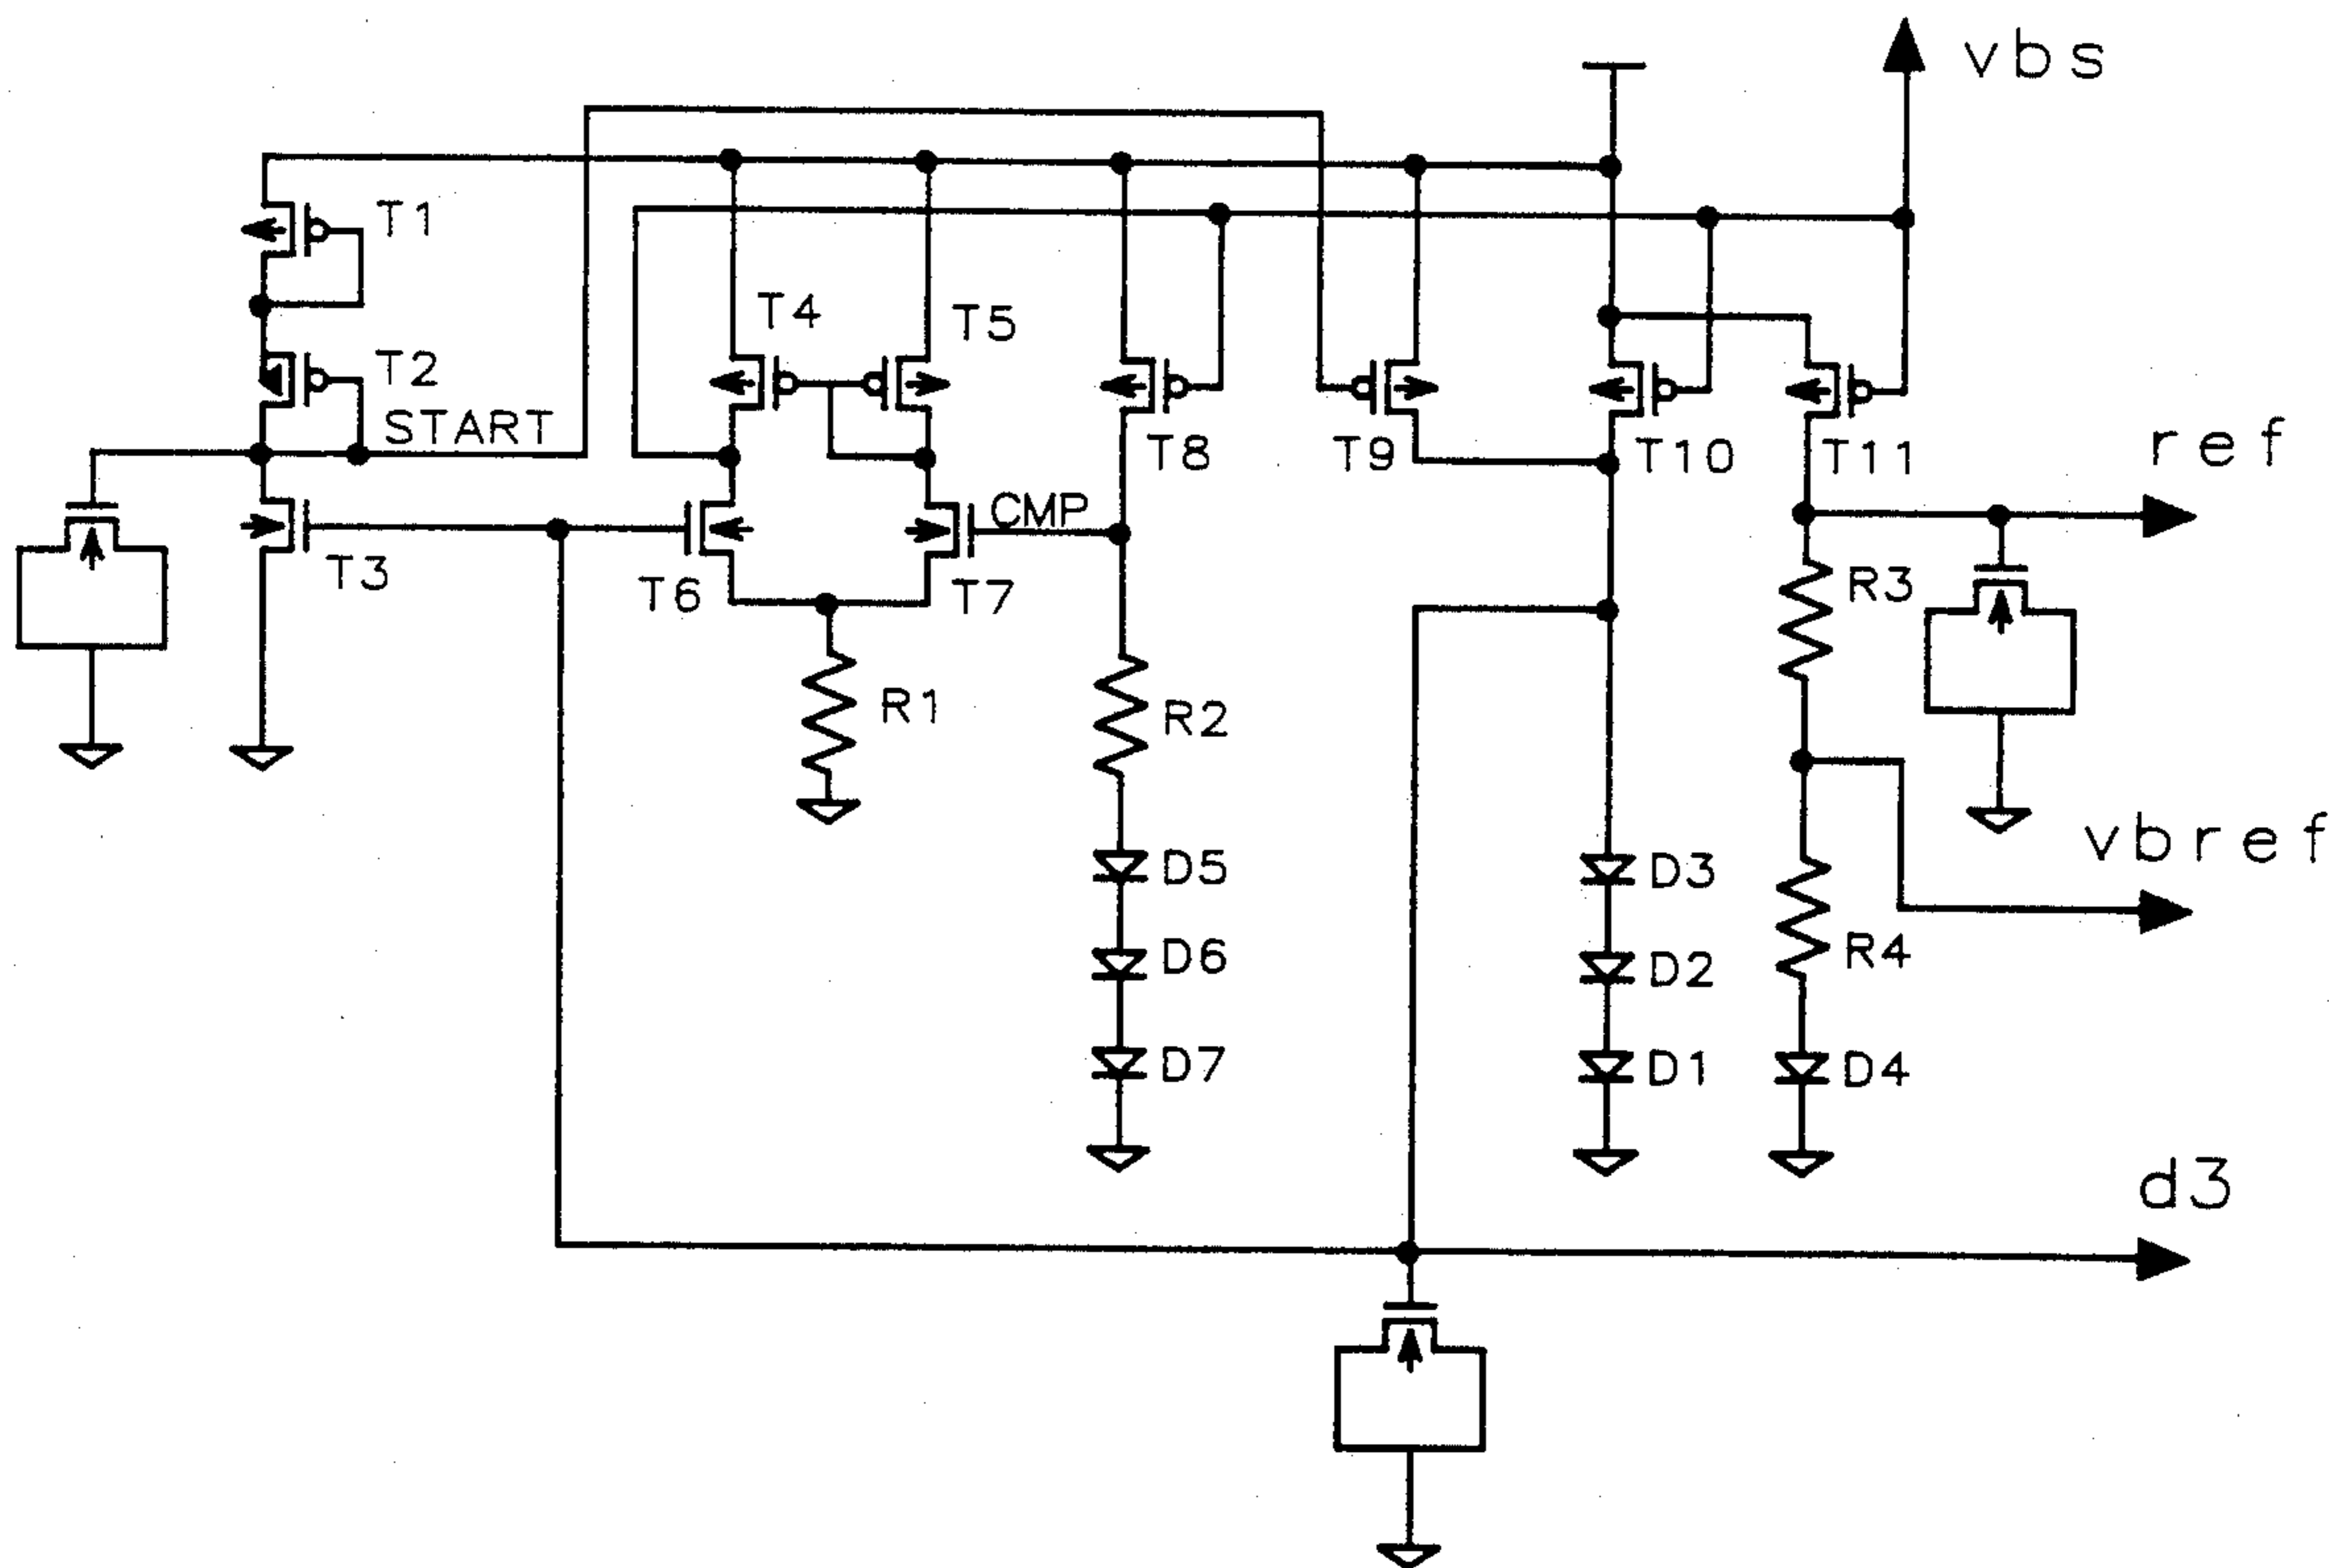 vbs
T1
T4
T5
T2
START
T8
T9
T10
T11
ref
CMP
T3
T6
T7
R3
R1
R2
vbref
D5
D3
D6
D2
R4
D7
D1
D4
d3